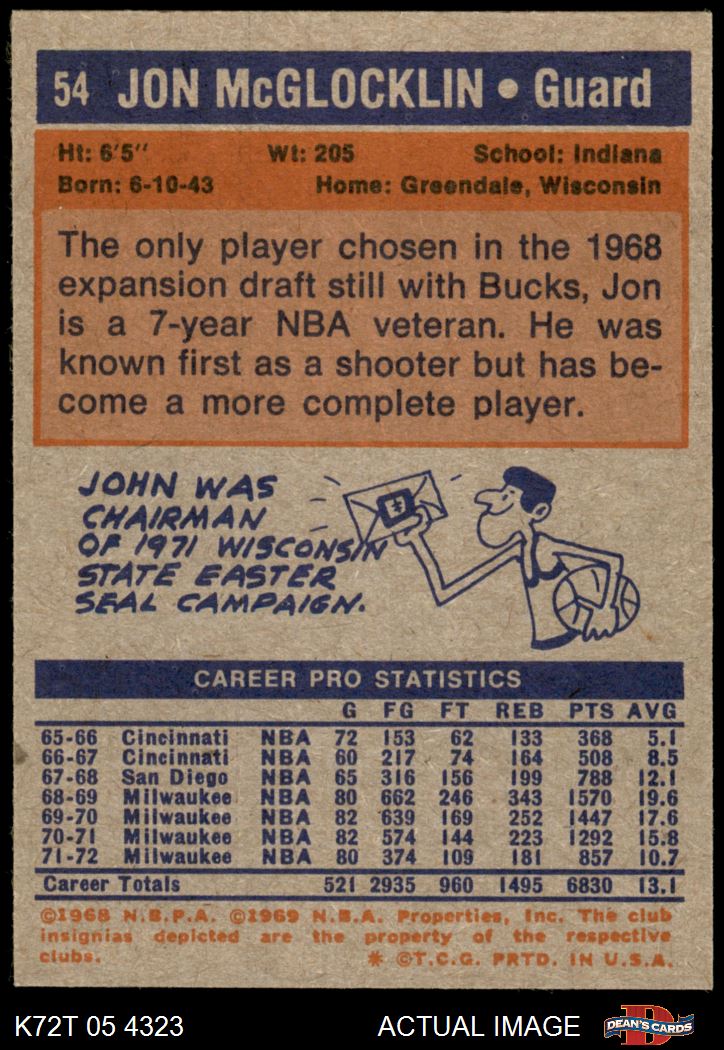 54 JON McGLOCKLIN • Guard
Ht: 6'5" Wt: 205 School: Indiana
Born: 6-10-43 Home: Greendale, Wisconsin
The only player chosen in the 1968
expansion draft still with Bucks, Jon
is a 7-year NBA veteran. He was
known first as a shooter but has be-
come a more complete player.
JOHN WAS
CHAIRMAN
OF 1971 WISCONSIN
STATE EASTER
SEAL CAMPAIGN.
CAREER PRO STATISTICS
G FG FT REB PTS AVG
65-66 Cincinnati NBA 72 153 62 133 368 5.1
66-67 Cincinnati NBA 60 217 74 164 508 8.5
67-68 San Diego NBA 65 316 156 199 788 12.1
68-69 Milwaukee NBA 80 662 246 343 1570 19.6
69-70 Milwaukee NBA 82 639 169 252 1447 17.6
70-71 Milwaukee NBA 82 574 144 223 1292 15.8
71-72 Milwaukee NBA 80 374 109 181 857 10.7
Career Totals 521 2935 960 1495 6830 13.1
©1968 N.B.P.A. ©1969 N.B.A. Properties, Inc. The club
insignias depicted are the property of the respective
clubs. * ©T.C.G. PRTD. IN U.S.A.
K72T 05 4323 ACTUAL IMAGE D DEAN'S CARDS